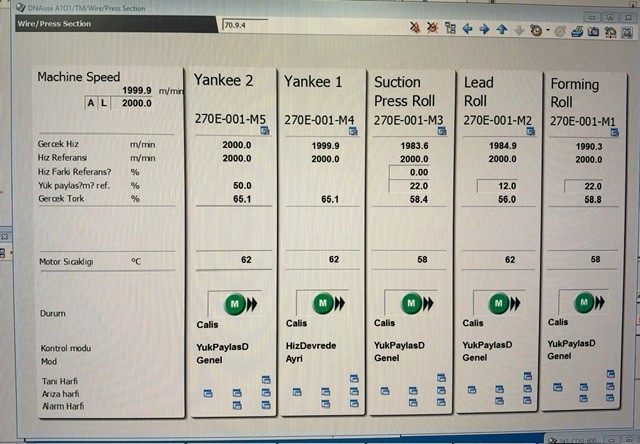 DNAuse A1O1/TM/Wire/Press Section
Wire/Press Section 70.9.4
Machine Speed
1999.9 m/min
A L 2000.0
Yankee 2 Yankee 1 Suction Press Roll Lead Roll Forming Roll
270E-001-M5 270E-001-M4 270E-001-M3 270E-001-M2 270E-001-M1
Gercek Hiz m/min 2000.0 1999.9 1983.6 1984.9 1990.3
Hiz Referansi m/min 2000.0 2000.0 2000.0 2000.0 2000.0
Hiz Farki Referans? % 0.00
Yük paylas?m? ref. % 50.0 22.0 12.0 22.0
Gercek Tork % 65.1 65.1 58.4 56.0 58.8
Motor Sicakligi °C 62 62 58 62 58
Durum M M M M M
Calis Calis Calis Calis Calis
Kontrol modu YukPaylasD HizDevrede YukPaylasD YukPaylasD YukPaylasD
Mod Genel Ayri Genel Genel Genel
Tani Harfi
Ariza harfi
Alarm Harfi